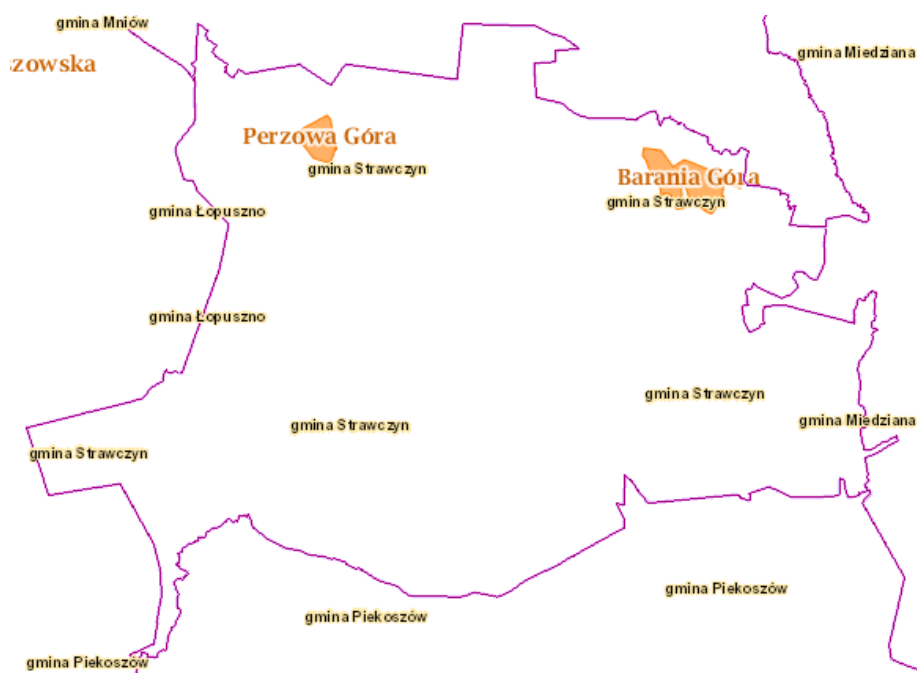 gmina Mniów
gmina Miedziana
zowska
Perzowa Góra
gmina Strawczyn
Barania Góra
gmina Strawczyn
gmina Łopuszno
gmina Łopuszno
gmina Strawczyn
gmina Miedziana
gmina Strawczyn
gmina Strawczyn
gmina Piekoszów
gmina Piekoszów
gmina Piekoszów